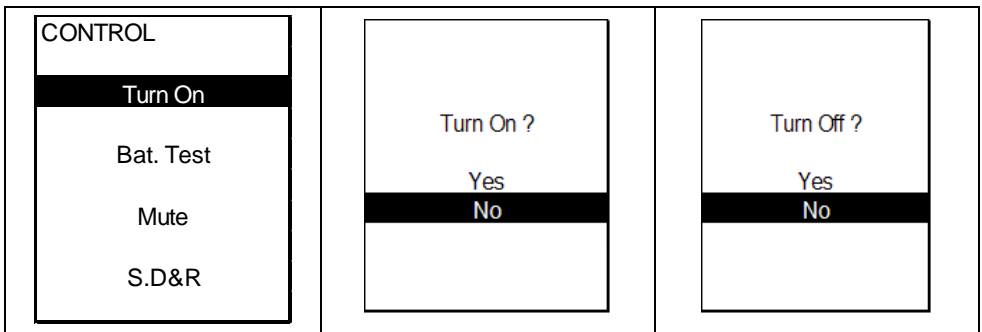 CONTROL
Turn On
Bat. Test
Mute
S.D&R
Turn On ?
Yes
No
Turn Off ?
Yes
No